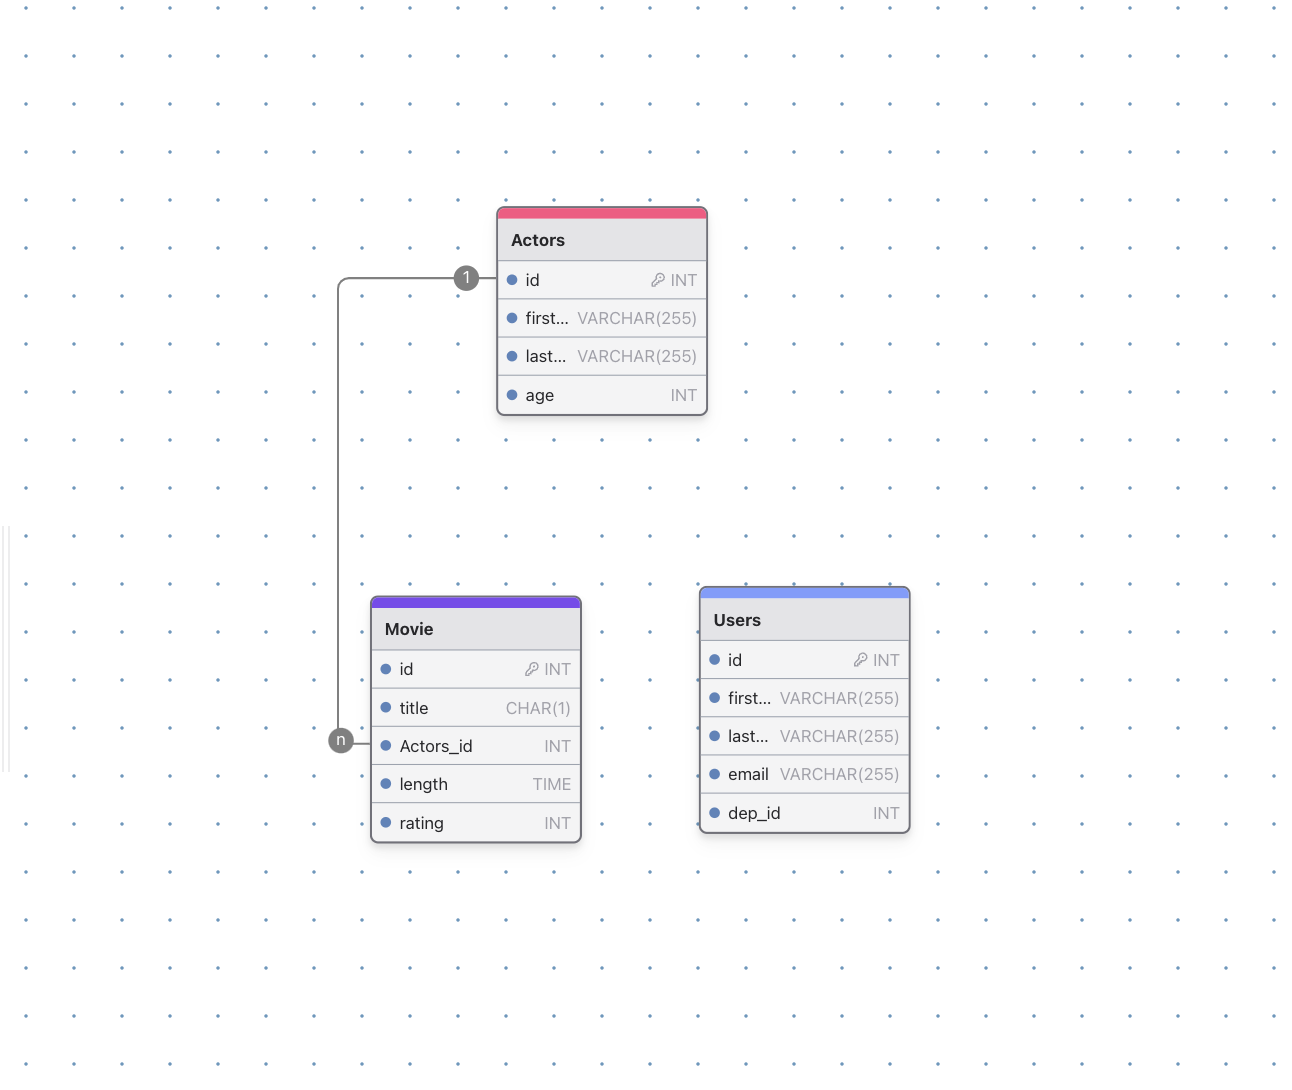 Actors
1
id INT
first... VARCHAR(255)
last... VARCHAR(255)
age INT
Movie
id INT
title CHAR(1)
n
Actors_id INT
length TIME
rating INT
Users
id INT
first... VARCHAR(255)
last... VARCHAR(255)
email VARCHAR(255)
dep_id INT